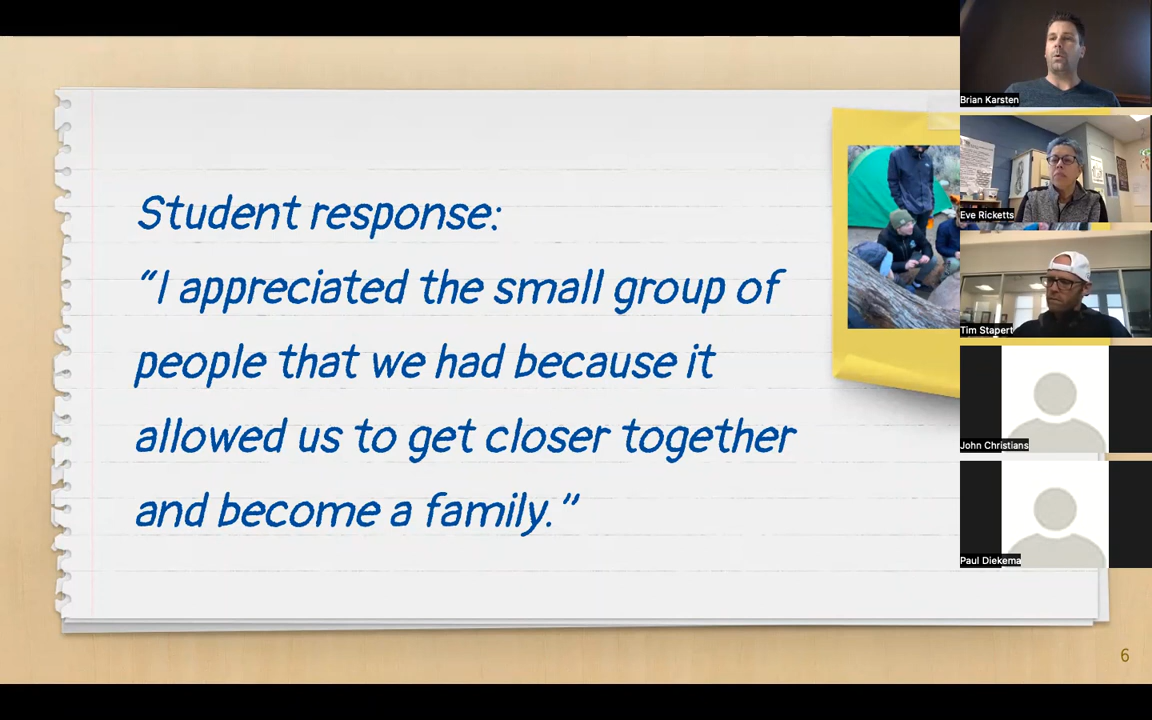 Student response:
“I appreciated the small group of
people that we had because it
allowed us to get closer together
and become a family.”
Brian Karsten
Eve Ricketts
Tim Stapert
John Christians
Paul Diekema
6